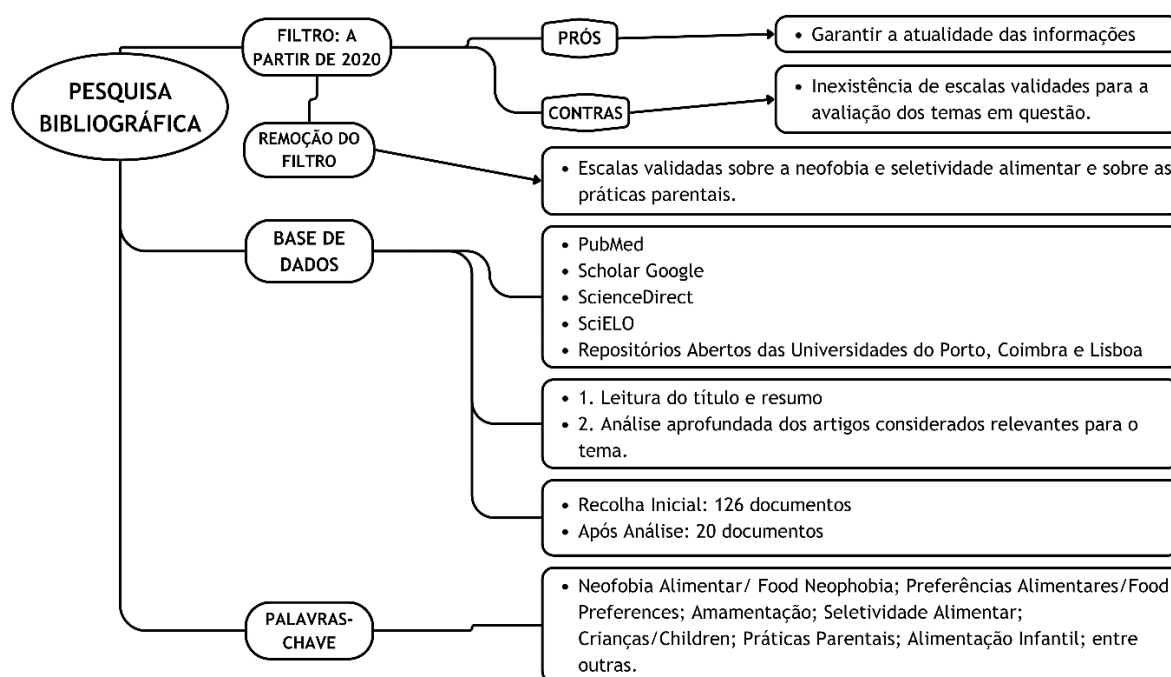 PESQUISA
BIBLIOGRÁFICA
FILTRO: A
PARTIR DE 2020
PRÓS
• Garantir a atualidade das informações
CONTRAS
• Inexistência de escalas validades para a
avaliação dos temas em questão.
REMOÇÃO DO
FILTRO
• Escalas validadas sobre a neofobia e seletividade alimentar e sobre as
práticas parentais.
BASE DE
DADOS
• PubMed
• Scholar Google
• ScienceDirect
• SciELO
• Repositórios Abertos das Universidades do Porto, Coimbra e Lisboa
• 1. Leitura do título e resumo
• 2. Análise aprofundada dos artigos considerados relevantes para o
tema.
• Recolha Inicial: 126 documentos
• Após Análise: 20 documentos
PALAVRAS-
CHAVE
• Neofobia Alimentar/ Food Neophobia; Preferências Alimentares/Food
Preferences; Amamentação; Seletividade Alimentar;
Crianças/Children; Práticas Parentais; Alimentação Infantil; entre
outras.